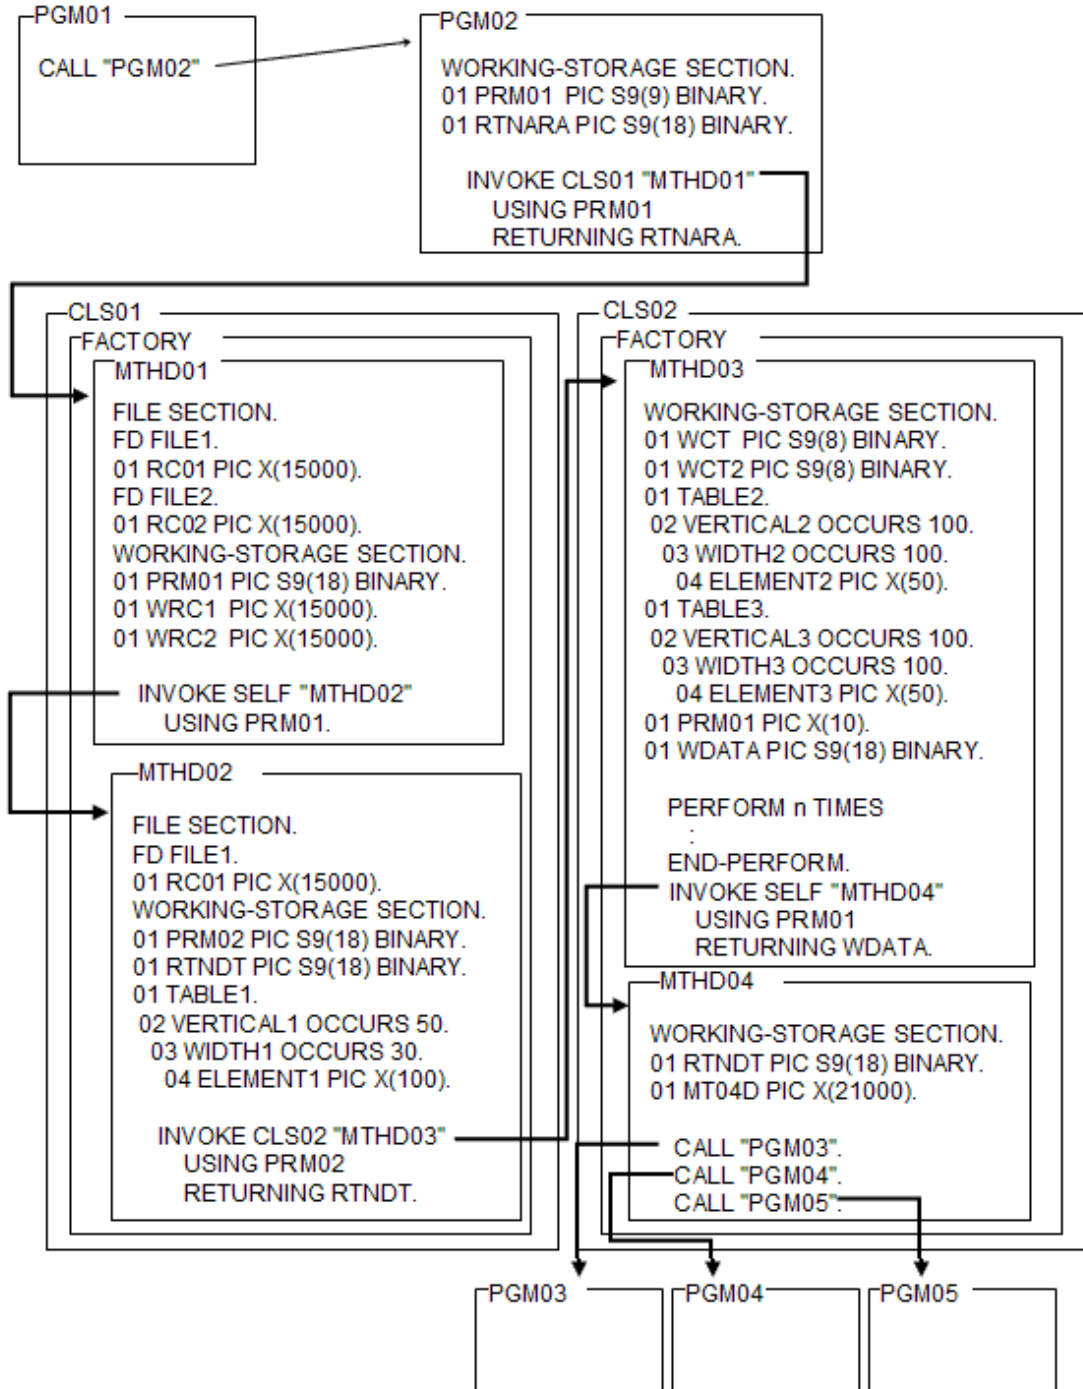 PGM01
CALL "PGM02"
PGM02
WORKING-STORAGE SECTION.
01 PRM01 PIC S9(9) BINARY.
01 RTNARA PIC S9(18) BINARY.
INVOKE CLS01 "MTHD01"
USING PRM01
RETURNING RTNARA.
CLS01
FACTORY
MTHD01
FILE SECTION.
FD FILE1.
01 RC01 PIC X(15000).
FD FILE2.
01 RC02 PIC X(15000).
WORKING-STORAGE SECTION.
01 PRM01 PIC S9(18) BINARY.
01 WRC1 PIC X(15000).
01 WRC2 PIC X(15000).
INVOKE SELF "MTHD02"
USING PRM01.
MTHD02
FILE SECTION.
FD FILE1.
01 RC01 PIC X(15000).
WORKING-STORAGE SECTION.
01 PRM02 PIC S9(18) BINARY.
01 RTNDT PIC S9(18) BINARY.
01 TABLE1.
02 VERTICAL1 OCCURS 50.
03 WIDTH1 OCCURS 30.
04 ELEMENT1 PIC X(100).
INVOKE CLS02 "MTHD03"
USING PRM02
RETURNING RTNDT.
CLS02
FACTORY
MTHD03
WORKING-STORAGE SECTION.
01 WCT PIC S9(8) BINARY.
01 WCT2 PIC S9(8) BINARY.
01 TABLE2.
02 VERTICAL2 OCCURS 100.
03 WIDTH2 OCCURS 100.
04 ELEMENT2 PIC X(50).
01 TABLE3.
02 VERTICAL3 OCCURS 100.
03 WIDTH3 OCCURS 100.
04 ELEMENT3 PIC X(50).
01 PRM01 PIC X(10).
01 WDATA PIC S9(18) BINARY.
PERFORM n TIMES
:
END-PERFORM.
INVOKE SELF "MTHD04"
USING PRM01
RETURNING WDATA.
MTHD04
WORKING-STORAGE SECTION.
01 RTNDT PIC S9(18) BINARY.
01 MT04D PIC X(21000).
CALL "PGM03".
CALL "PGM04".
CALL "PGM05".
PGM03
PGM04
PGM05